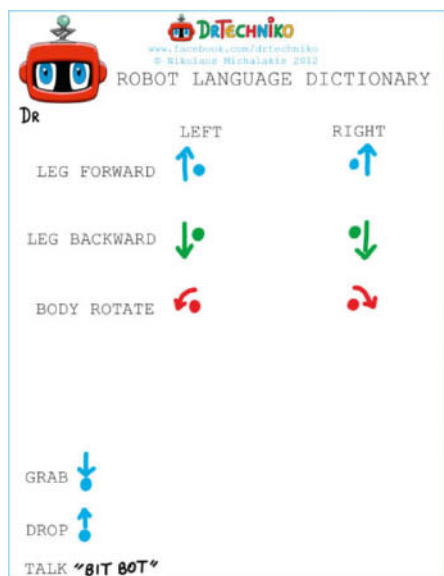 DRTECHNIKO
www.facebook.com/drtechniko
© Nikolaus Michalakis 2012
ROBOT LANGUAGE DICTIONARY
DR
LEFT RIGHT
LEG FORWARD
LEG BACKWARD
BODY ROTATE
GRAB
DROP
TALK "BIT BOT"